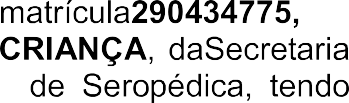 matrícula290434775,
CRIANÇA, daSecretaria
de Seropédica, tendo